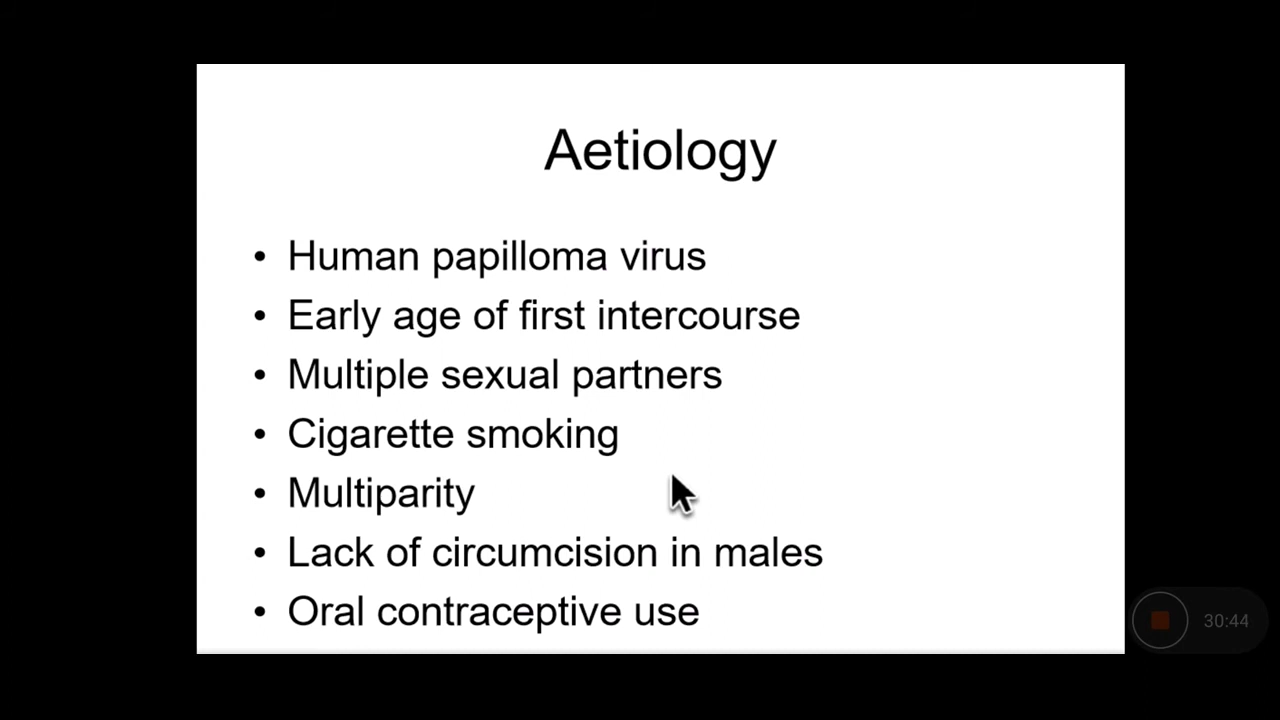 Aetiology
• Human papilloma virus
• Early age of first intercourse
• Multiple sexual partners
• Cigarette smoking
• Multiparity
• Lack of circumcision in males
• Oral contraceptive use
30:44